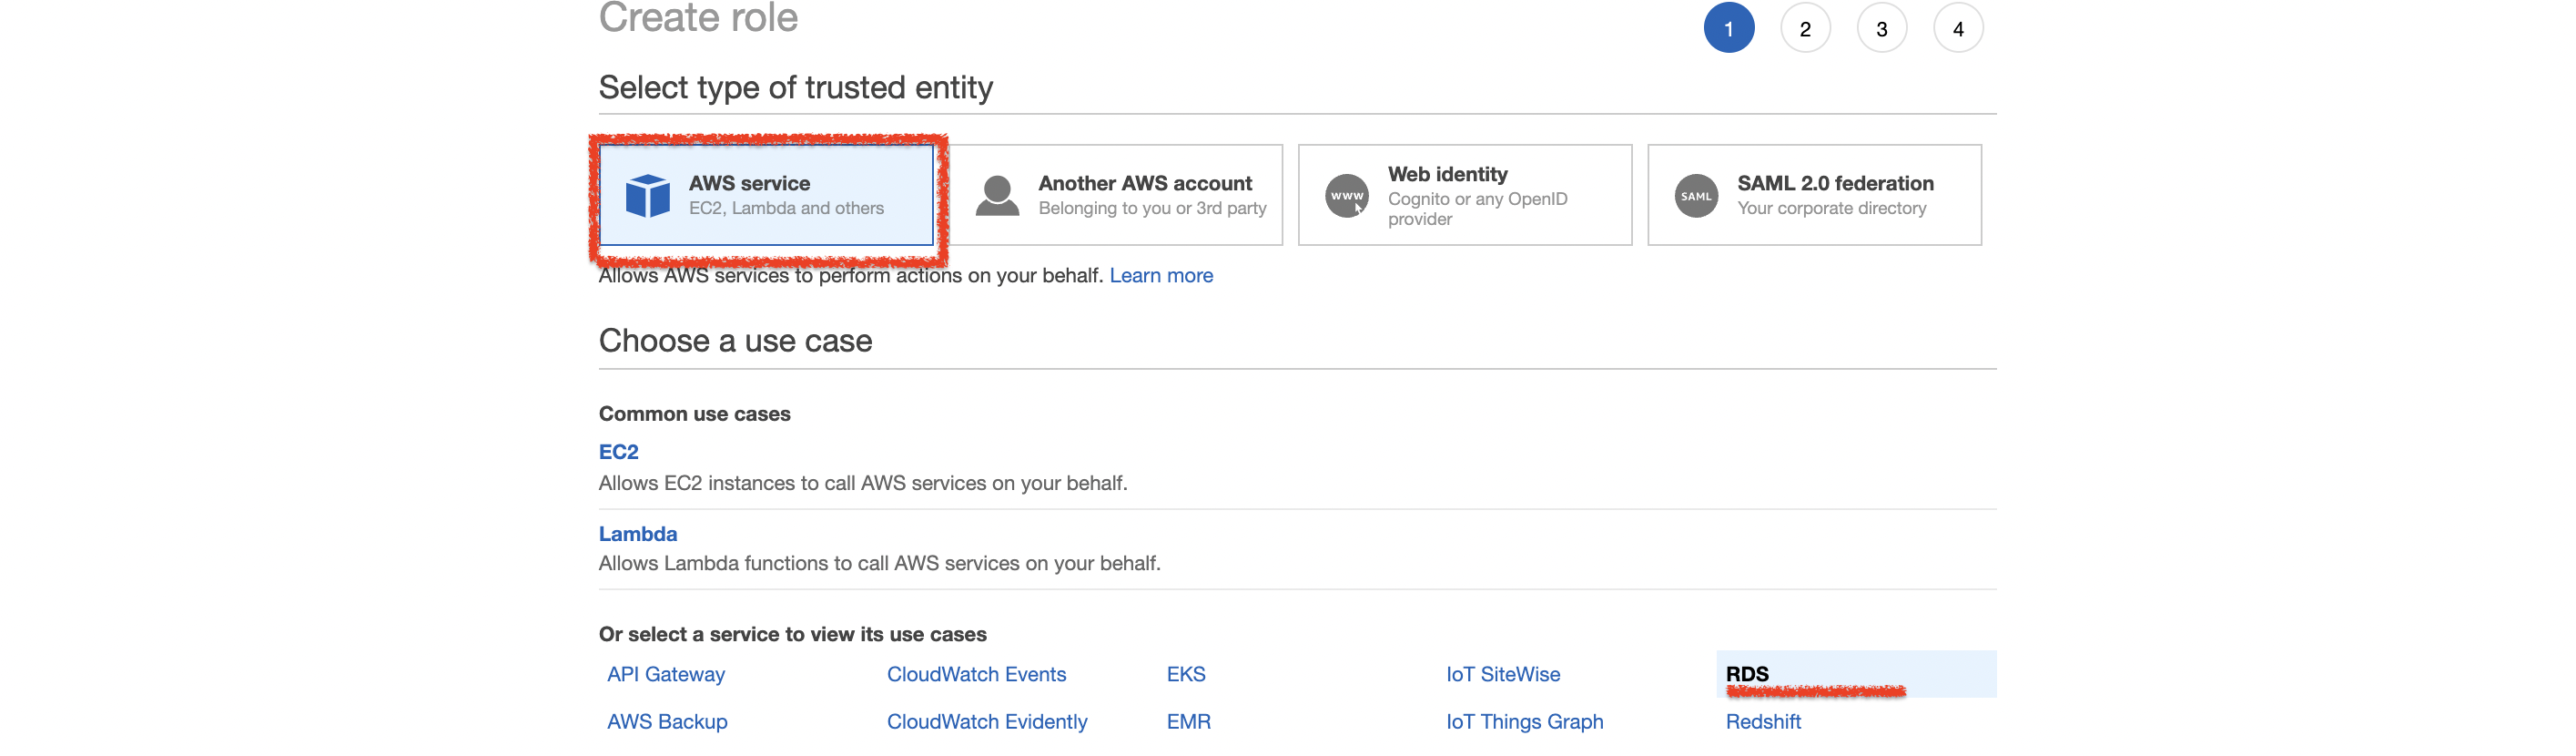 Create role
1 2 3 4
Select type of trusted entity
AWS service
EC2, Lambda and others
Another AWS account
Belonging to you or 3rd party
www
Web identity
Cognito or any OpenID
provider
SAML
SAML 2.0 federation
Your corporate directory
Allows AWS services to perform actions on your behalf. Learn more
Choose a use case
Common use cases
EC2
Allows EC2 instances to call AWS services on your behalf.
Lambda
Allows Lambda functions to call AWS services on your behalf.
Or select a service to view its use cases
API Gateway CloudWatch Events EKS IoT SiteWise RDS
AWS Backup CloudWatch Evidently EMR IoT Things Graph Redshift